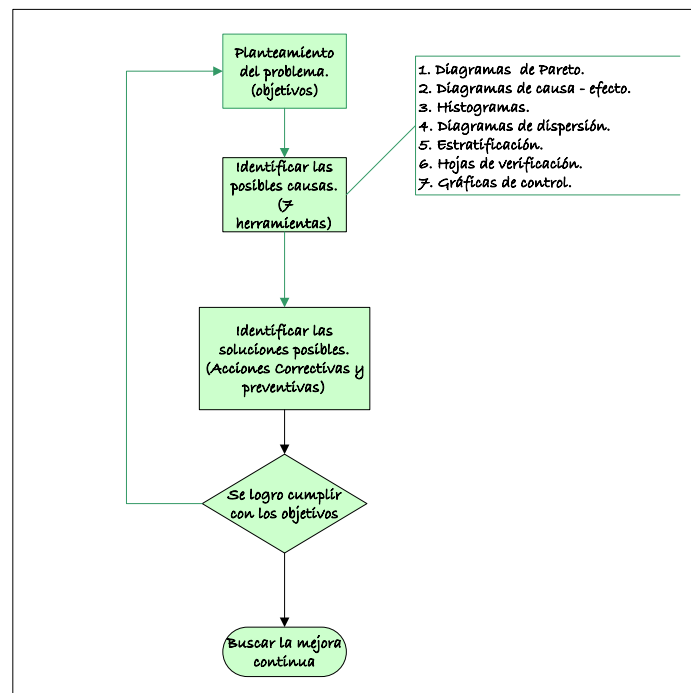 Planteamiento
del problema.
(objetivos)
1. Diagramas de Pareto.
2. Diagramas de causa - efecto.
3. Histogramas.
4. Diagramas de dispersión.
5. Estratificación.
6. Hojas de verificación.
7. Gráficas de control.
Identificar las
posibles causas.
(7
herramientas)
Identificar las
soluciones posibles.
(Acciones Correctivas y
preventivas)
Se logro cumplir
con los objetivos
Buscar la mejora
continua